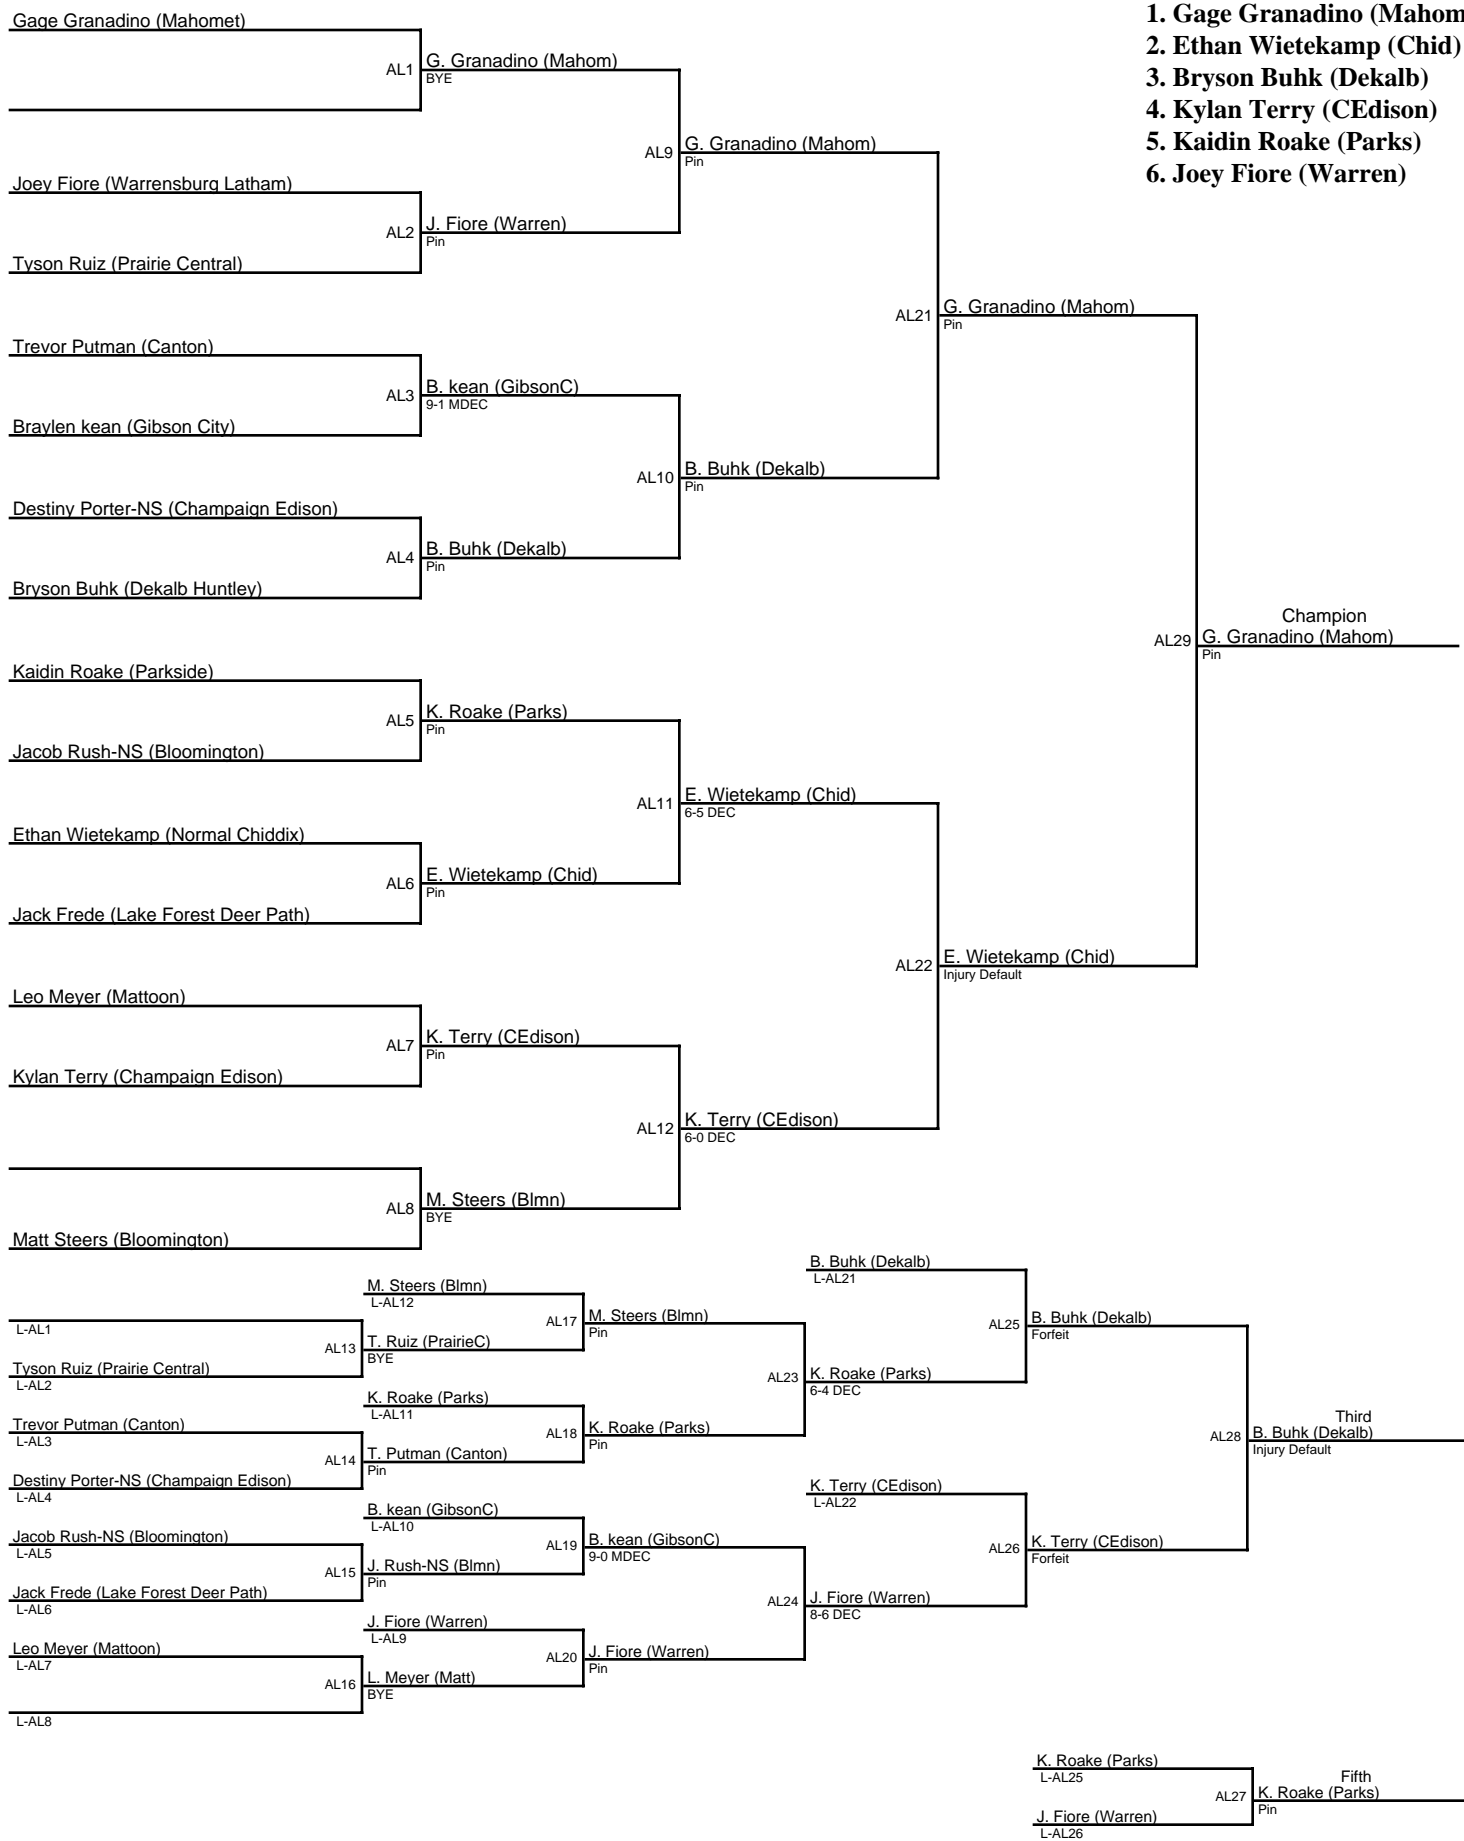 1. Gage Granadino (Mahom
2. Ethan Wietekamp (Chid)
3. Bryson Buhk (Dekalb)
4. Kylan Terry (CEdison)
5. Kaidin Roake (Parks)
6. Joey Fiore (Warren)
Gage Granadino (Mahomet)
AL1
G. Granadino (Mahom)
BYE
AL9
G. Granadino (Mahom)
Pin
Joey Fiore (Warrensburg Latham)
AL2
J. Fiore (Warren)
Pin
Tyson Ruiz (Prairie Central)
AL21
G. Granadino (Mahom)
Pin
Trevor Putman (Canton)
AL3
B. kean (GibsonC)
9-1 MDEC
Braylen kean (Gibson City)
AL10
B. Buhk (Dekalb)
Pin
Destiny Porter-NS (Champaign Edison)
AL4
B. Buhk (Dekalb)
Pin
Bryson Buhk (Dekalb Huntley)
Champion
AL29
G. Granadino (Mahom)
Pin
Kaidin Roake (Parkside)
AL5
K. Roake (Parks)
Pin
Jacob Rush-NS (Bloomington)
AL11
E. Wietekamp (Chid)
6-5 DEC
Ethan Wietekamp (Normal Chiddix)
AL6
E. Wietekamp (Chid)
Pin
Jack Frede (Lake Forest Deer Path)
AL22
E. Wietekamp (Chid)
Injury Default
Leo Meyer (Mattoon)
AL7
K. Terry (CEdison)
Pin
Kylan Terry (Champaign Edison)
AL12
K. Terry (CEdison)
6-0 DEC
AL8
M. Steers (Blmn)
BYE
Matt Steers (Bloomington)
B. Buhk (Dekalb)
L-AL21
M. Steers (Blmn)
L-AL12
AL17
M. Steers (Blmn)
Pin
L-AL1
AL13
T. Ruiz (PrairieC)
BYE
Tyson Ruiz (Prairie Central)
L-AL2
AL25
B. Buhk (Dekalb)
Forfeit
AL23
K. Roake (Parks)
6-4 DEC
K. Roake (Parks)
L-AL11
AL18
K. Roake (Parks)
Pin
Trevor Putman (Canton)
L-AL3
AL14
T. Putman (Canton)
Pin
Destiny Porter-NS (Champaign Edison)
L-AL4
Third
AL28
B. Buhk (Dekalb)
Injury Default
K. Terry (CEdison)
L-AL22
B. kean (GibsonC)
L-AL10
AL19
B. kean (GibsonC)
9-0 MDEC
Jacob Rush-NS (Bloomington)
L-AL5
AL15
J. Rush-NS (Blmn)
Pin
Jack Frede (Lake Forest Deer Path)
L-AL6
AL26
K. Terry (CEdison)
Forfeit
AL24
J. Fiore (Warren)
8-6 DEC
J. Fiore (Warren)
L-AL9
AL20
J. Fiore (Warren)
Pin
Leo Meyer (Mattoon)
L-AL7
AL16
L. Meyer (Matt)
BYE
L-AL8
K. Roake (Parks)
L-AL25
Fifth
AL27
K. Roake (Parks)
Pin
J. Fiore (Warren)
L-AL26